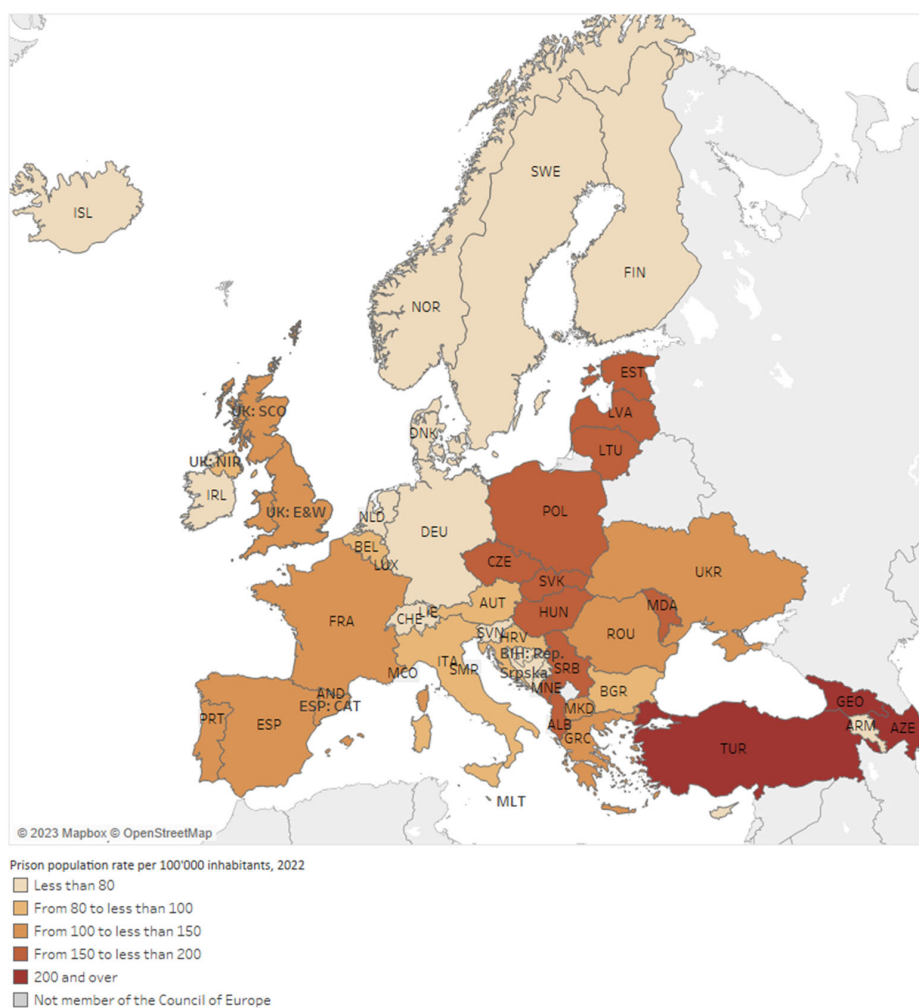 ISL
SWE
FIN
NOR
EST
LVA
LTU
UK: SCO
DNK
UK: NIR
IRL
UK: E&W
NLD
DEU
POL
BEL
LUX
CZE
SVK
UKR
FRA
CHE
LIE
AUT
HUN
MDA
SVN
HRV
ROU
ITA
SMR
MCO
BIH: Rep.
Srpska
SRB
MNE
BGR
AND
ESP: CAT
PRT
ESP
MKD
ALB
GRC
GEO
ARM
AZE
TUR
MLT
© 2023 Mapbox © OpenStreetMap
Prison population rate per 100'000 inhabitants, 2022
Less than 80
From 80 to less than 100
From 100 to less than 150
From 150 to less than 200
200 and over
Not member of the Council of Europe